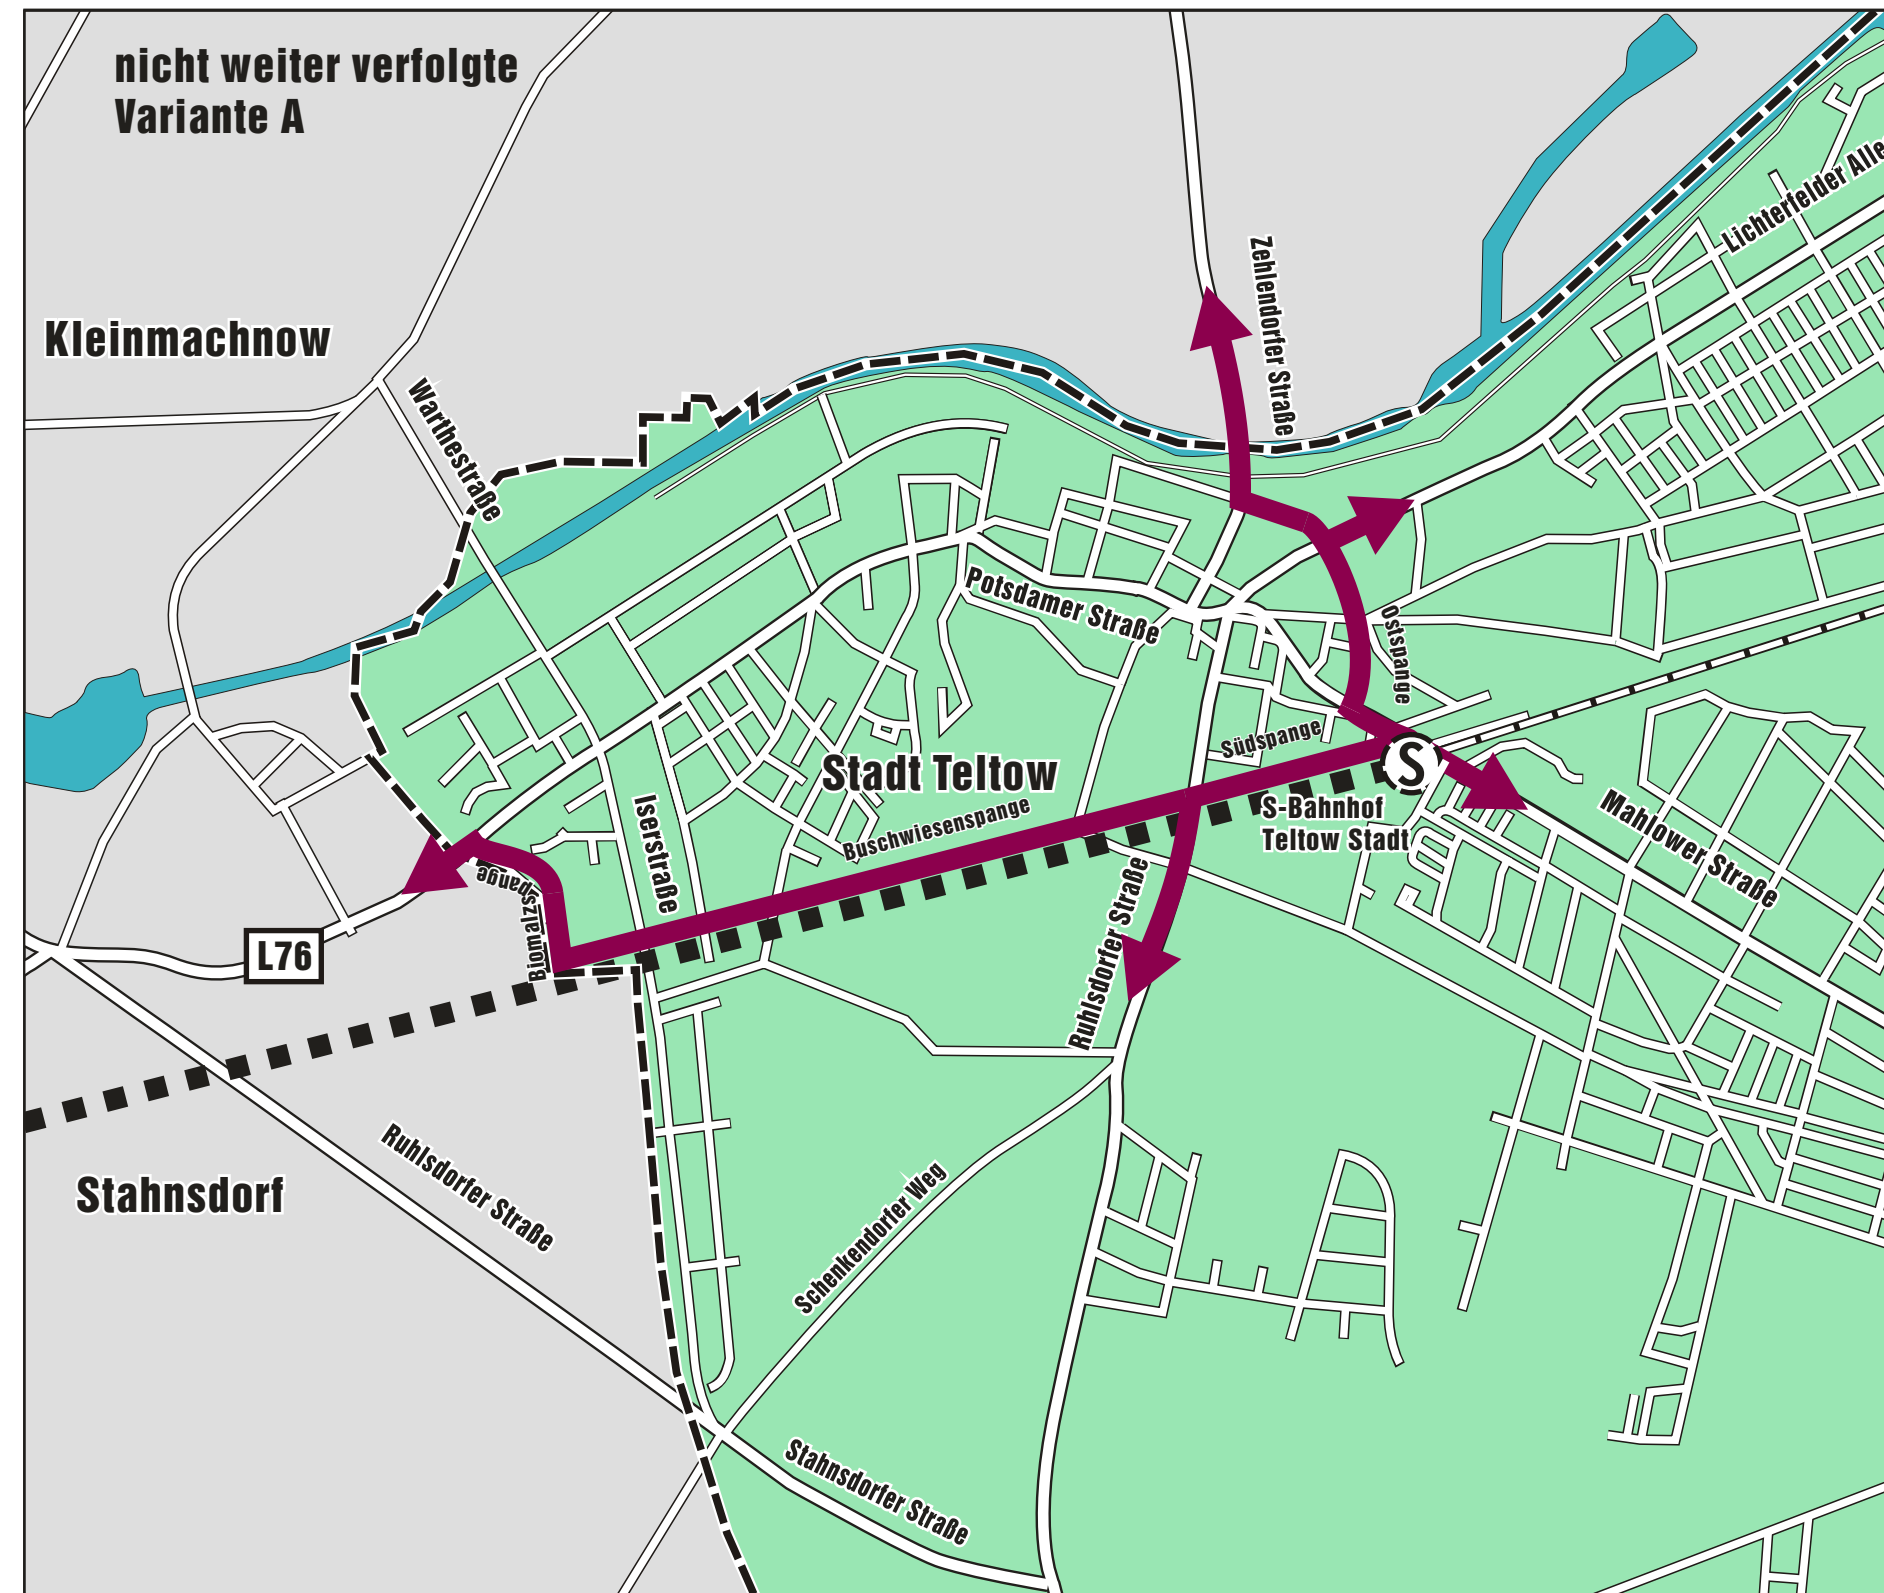 nicht weiter verfolgte
Variante A
Lichterfelder Alle
Zehlendorfer Straße
Kleinmachnow
Warthestraße
Potsdamer Straße
Ostspange
Südspange
Stadt Teltow
S
Iserstraße
Buschwiesenspange
S-Bahnhof
Teltow Stadt
Mahlower Straße
Biomalzspange
Ruhlsdorfer Straße
L76
Ruhlsdorfer Straße
Stahnsdorf
Schenkendorfer Weg
Stahnsdorfer Straße